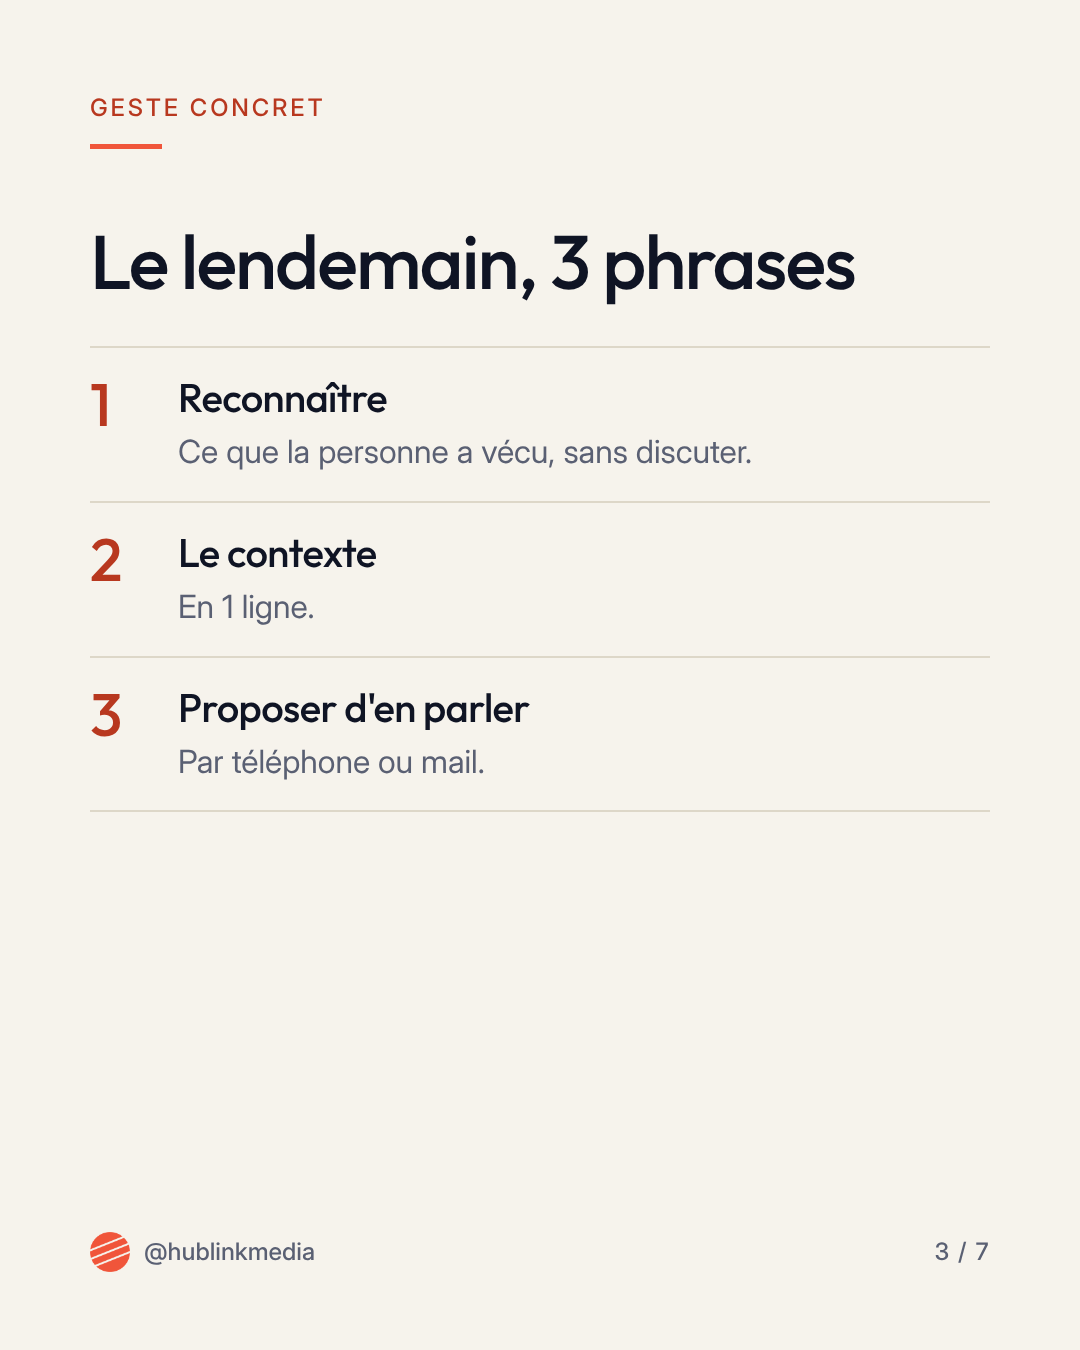 GESTE CONCRET
Le lendemain, 3 phrases
1
Reconnaître
Ce que la personne a vécu, sans discuter.
2
Le contexte
En 1 ligne.
3
Proposer d'en parler
Par téléphone ou mail.
@hublinkmedia
3 / 7